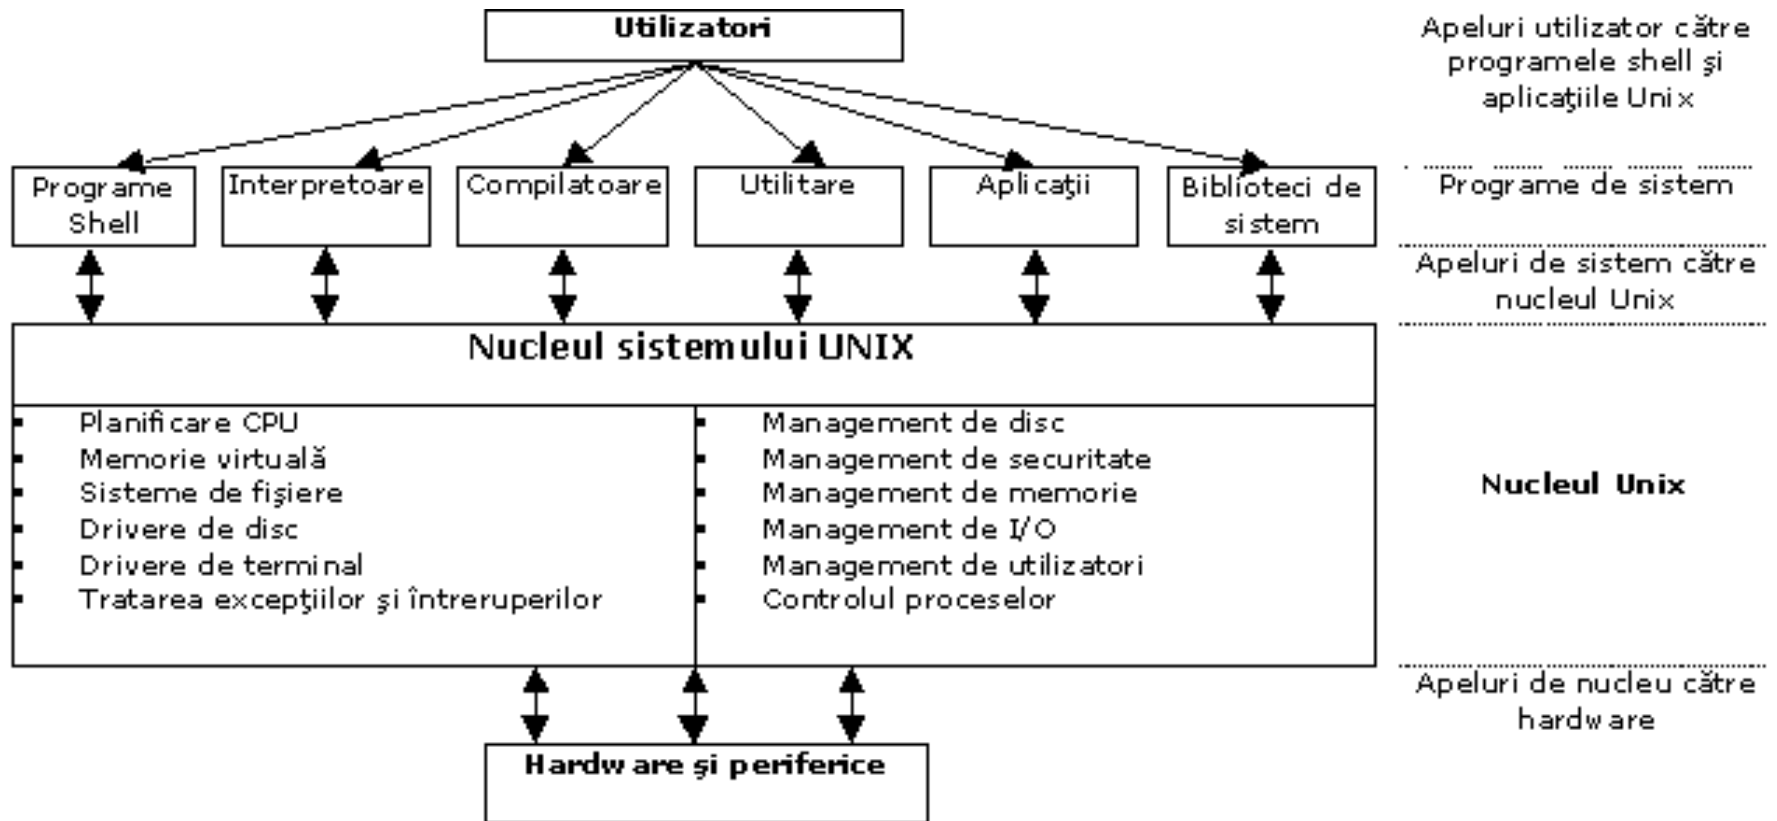 Utilizatori
Apeluri utilizator către
programele shell şi
aplicaţiile Unix
Programe
Shell
Interpretoare
Compilatoare
Utilitare
Aplicaţii
Biblioteci de
sistem
Programe de sistem
Apeluri de sistem către
nucleul Unix
Nucleul sistemului UNIX
Planificare CPU
Memorie virtuală
Sisteme de fişiere
Drivere de disc
Drivere de terminal
Tratarea excepţiilor şi întreruperilor
Management de disc
Management de securitate
Management de memorie
Management de I/O
Management de utilizatori
Controlul proceselor
Nucleul Unix
Apeluri de nucleu către
hardware
Hardware şi periferice